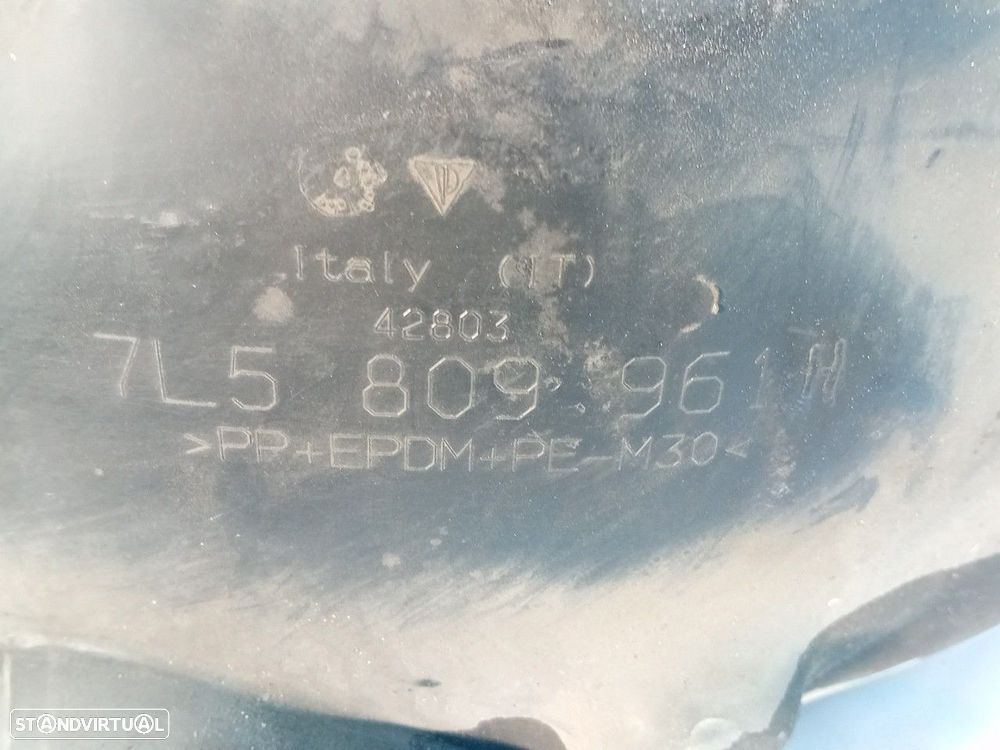 Italy (IT)
42803
7L5 809 961 H
>PP+EPDM+PE-M30<
STANDVIRTUAL